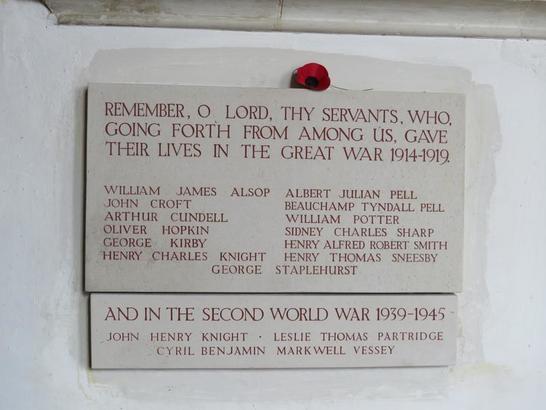 REMEMBER, O LORD, THY SERVANTS, WHO,
GOING FORTH FROM AMONG US, GAVE
THEIR LIVES IN THE GREAT WAR 1914-1919.
WILLIAM JAMES ALSOP
JOHN CROFT
ARTHUR CUNDELL
OLIVER HOPKIN
GEORGE KIRBY
HENRY CHARLES KNIGHT
ALBERT JULIAN PELL
BEAUCHAMP TYNDALL PELL
WILLIAM POTTER
SIDNEY CHARLES SHARP
HENRY ALFRED ROBERT SMITH
HENRY THOMAS SNEESBY
GEORGE STAPLEHURST
AND IN THE SECOND WORLD WAR 1939-1945
JOHN HENRY KNIGHT · LESLIE THOMAS PARTRIDGE
CYRIL BENJAMIN MARKWELL VESSEY